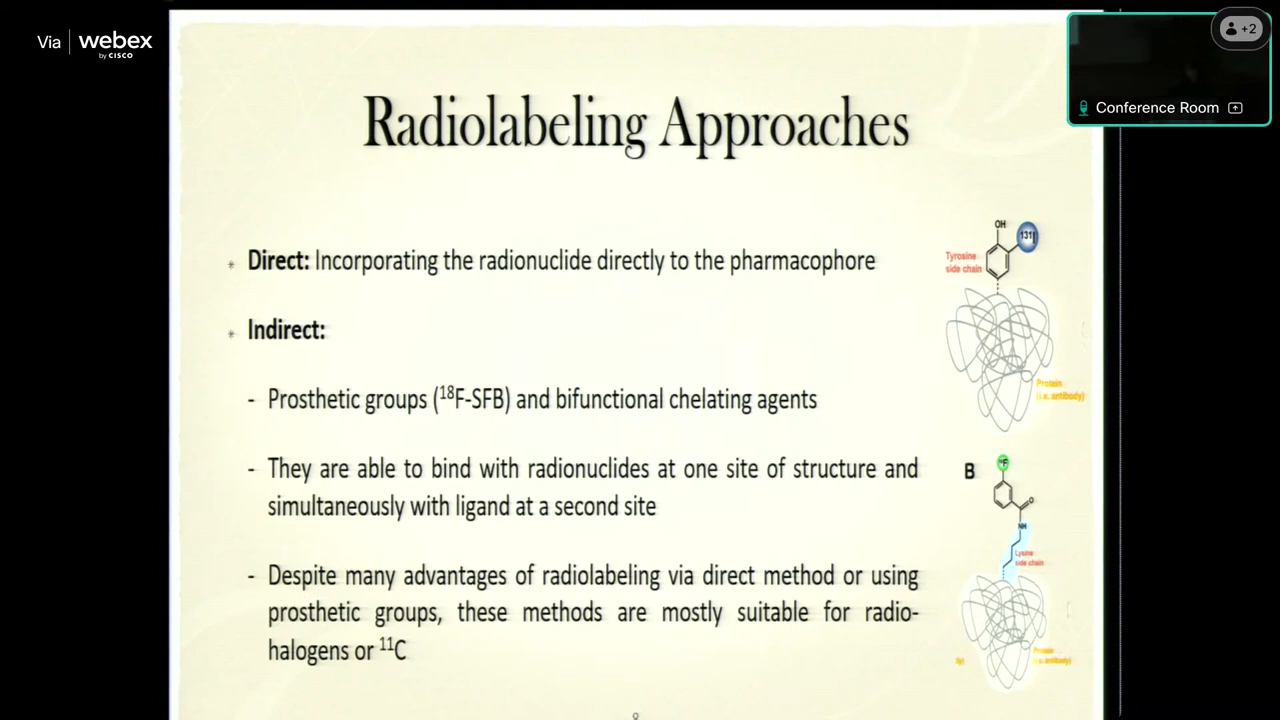 Via webex
by CISCO
+2
Conference Room
Radiolabeling Approaches
* Direct: Incorporating the radionuclide directly to the pharmacophore
* Indirect:
- Prosthetic groups (¹⁸F-SFB) and bifunctional chelating agents
- They are able to bind with radionuclides at one site of structure and
simultaneously with ligand at a second site
- Despite many advantages of radiolabeling via direct method or using
prosthetic groups, these methods are mostly suitable for radio-
halogens or ¹¹C
OH
131I
Tyrosine
side chain
Protein
(i.e. antibody)
B
O
NH
Lysine
side chain
Protein
(i.e. antibody)